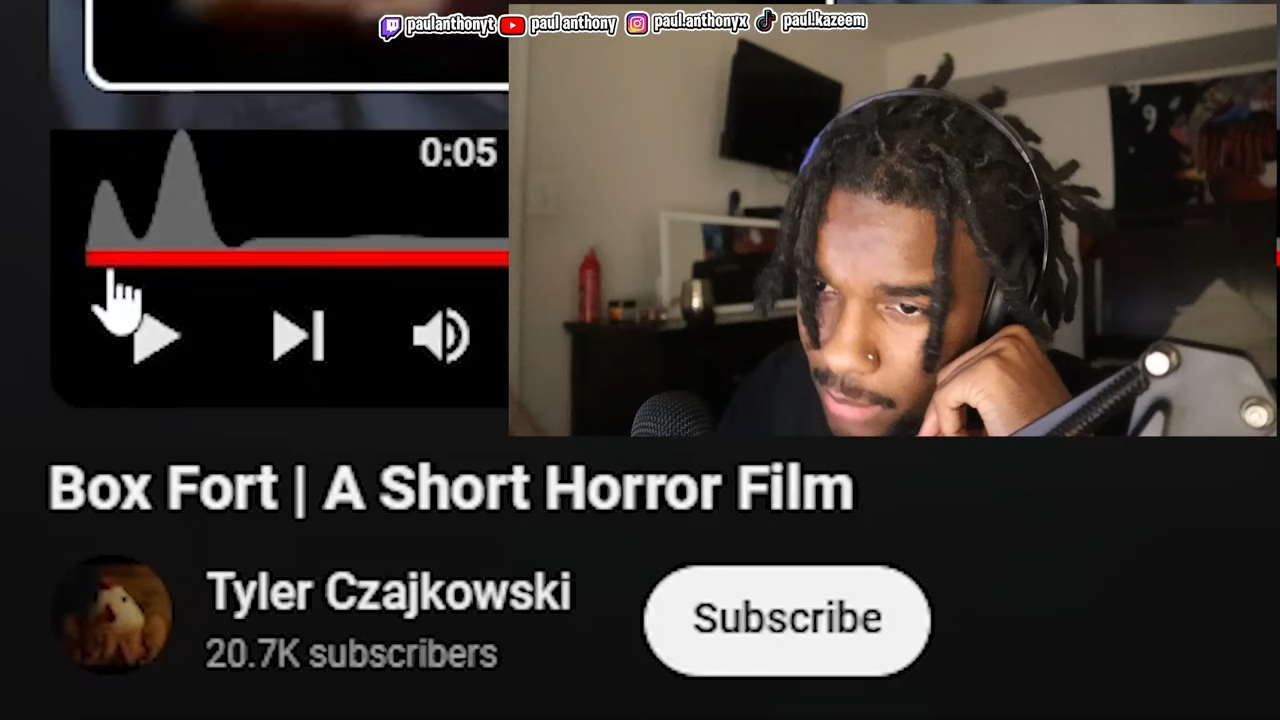 paulanthonyt paul anthony paul.anthonyx paul.kazeem
0:05
Box Fort | A Short Horror Film
Tyler Czajkowski
20.7K subscribers
Subscribe